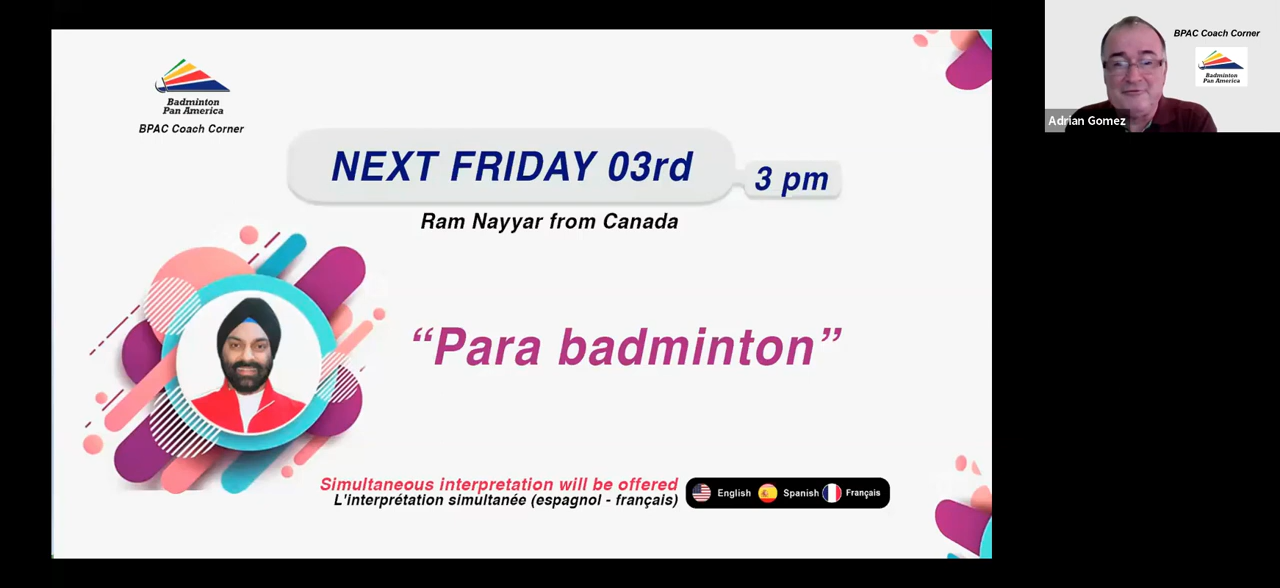 Badminton
Pan America
BPAC Coach Corner
NEXT FRIDAY 03rd
3 pm
Ram Nayyar from Canada
“Para badminton”
Simultaneous interpretation will be offered
L'interprétation simultanée (espagnol - français)
English Spanish Français
BPAC Coach Corner
Badminton
Pan America
Adrian Gomez